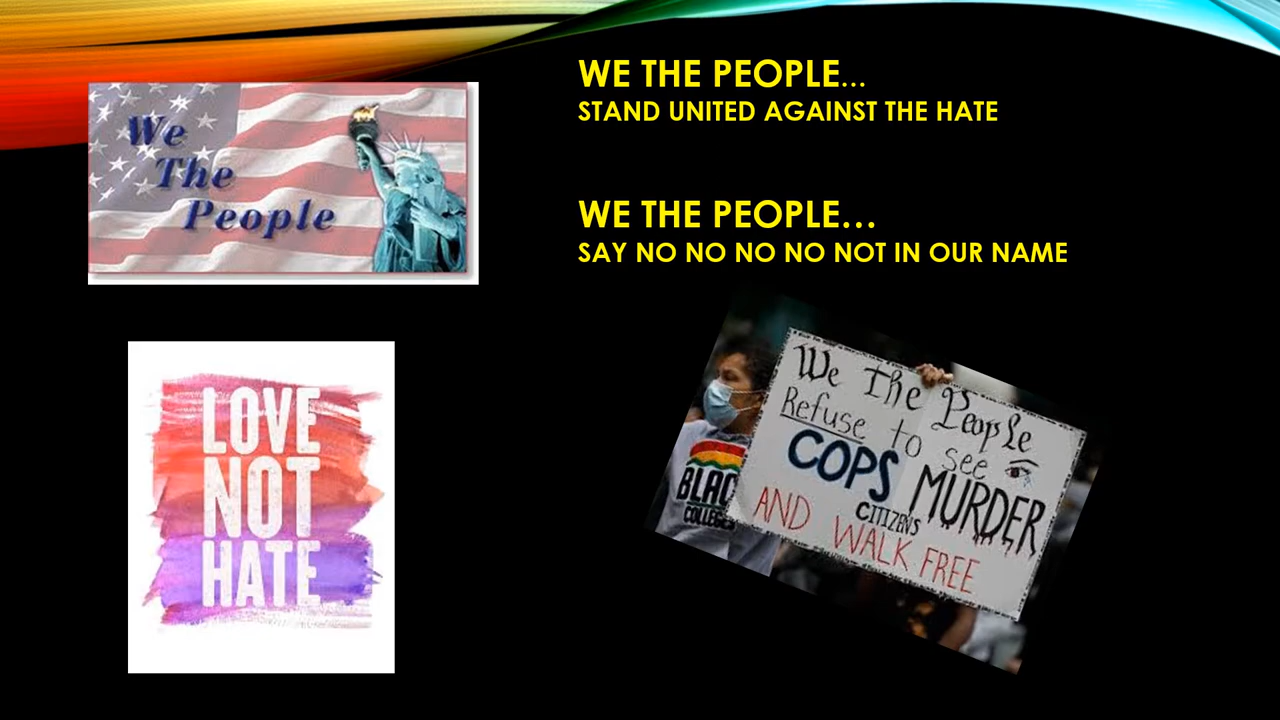 WE THE PEOPLE...
STAND UNITED AGAINST THE HATE
WE THE PEOPLE...
SAY NO NO NO NO NOT IN OUR NAME
We
The
People
LOVE
NOT
HATE
We The People
Refuse to see
COPS MURDER
CITIZENS
AND WALK FREE
BLAC
COLLEGE